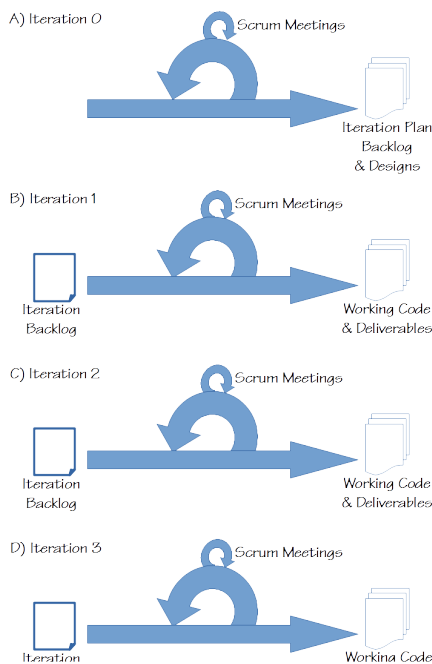 A) Iteration 0
Scrum Meetings
Iteration Plan
Backlog
& Designs
B) Iteration 1
Scrum Meetings
Iteration
Backlog
Working Code
& Deliverables
C) Iteration 2
Scrum Meetings
Iteration
Backlog
Working Code
& Deliverables
D) Iteration 3
Scrum Meetings
Iteration
Working Code